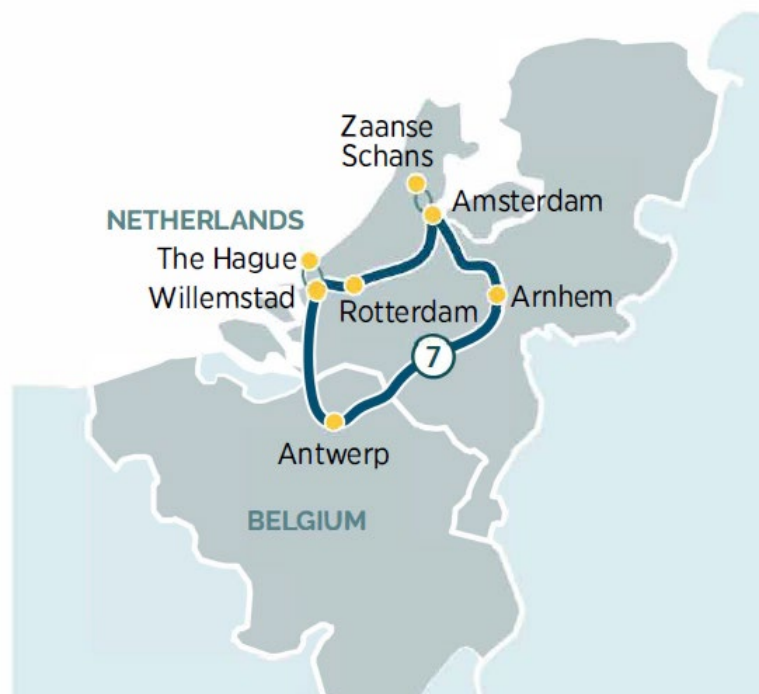 Zaanse
Schans
Amsterdam
NETHERLANDS
The Hague
Willemstad
Rotterdam
Arnhem
7
Antwerp
BELGIUM